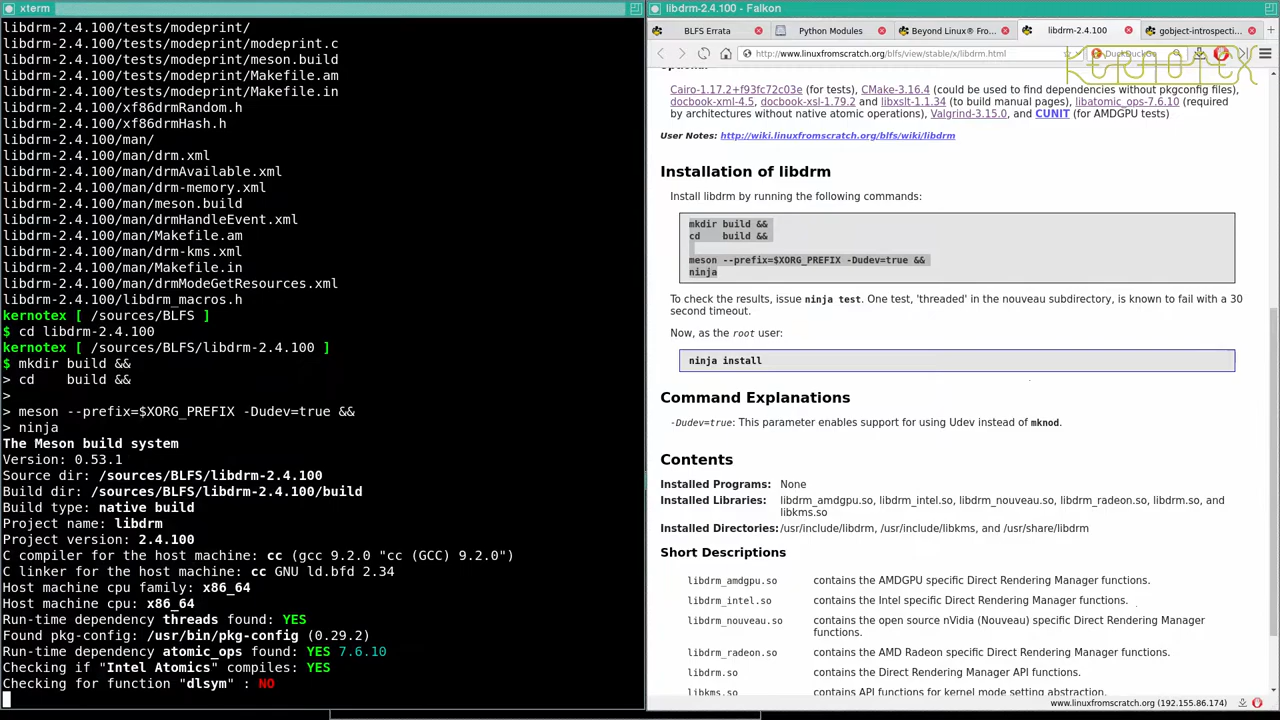 xterm
libdrm-2.4.100/tests/modeprint/
libdrm-2.4.100/tests/modeprint/modeprint.c
libdrm-2.4.100/tests/modeprint/meson.build
libdrm-2.4.100/tests/modeprint/Makefile.am
libdrm-2.4.100/tests/modeprint/Makefile.in
libdrm-2.4.100/xf86drmRandom.h
libdrm-2.4.100/xf86drmHash.h
libdrm-2.4.100/man/
libdrm-2.4.100/man/drm.xml
libdrm-2.4.100/man/drmAvailable.xml
libdrm-2.4.100/man/drm-memory.xml
libdrm-2.4.100/man/meson.build
libdrm-2.4.100/man/drmHandleEvent.xml
libdrm-2.4.100/man/Makefile.am
libdrm-2.4.100/man/drm-kms.xml
libdrm-2.4.100/man/Makefile.in
libdrm-2.4.100/man/drmModeGetResources.xml
libdrm-2.4.100/libdrm_macros.h
kernotex [ /sources/BLFS ]
$ cd libdrm-2.4.100
kernotex [ /sources/BLFS/libdrm-2.4.100 ]
$ mkdir build &&
> cd    build &&
>
> meson --prefix=$XORG_PREFIX -Dudev=true &&
> ninja
The Meson build system
Version: 0.53.1
Source dir: /sources/BLFS/libdrm-2.4.100
Build dir: /sources/BLFS/libdrm-2.4.100/build
Build type: native build
Project name: libdrm
Project version: 2.4.100
C compiler for the host machine: cc (gcc 9.2.0 "cc (GCC) 9.2.0")
C linker for the host machine: cc GNU ld.bfd 2.34
Host machine cpu family: x86_64
Host machine cpu: x86_64
Run-time dependency threads found: YES
Found pkg-config: /usr/bin/pkg-config (0.29.2)
Run-time dependency atomic_ops found: YES 7.6.10
Checking if "Intel Atomics" compiles: YES
Checking for function "dlsym" : NO
libdrm-2.4.100 - Falkon
BLFS Errata
Python Modules
Beyond Linux® Fro...
libdrm-2.4.100
gobject-introspecti...
http://www.linuxfromscratch.org/blfs/view/stable/x/libdrm.html
DuckDuckGo
KERNOTEX
Cairo-1.17.2+f93fc72c03e (for tests), CMake-3.16.4 (could be used to find dependencies without pkgconfig files),
docbook-xml-4.5, docbook-xsl-1.79.2 and libxslt-1.1.34 (to build manual pages), libatomic_ops-7.6.10 (required
by architectures without native atomic operations), Valgrind-3.15.0, and CUNIT (for AMDGPU tests)
User Notes: http://wiki.linuxfromscratch.org/blfs/wiki/libdrm
Installation of libdrm
Install libdrm by running the following commands:
mkdir build &&
cd    build &&
meson --prefix=$XORG_PREFIX -Dudev=true &&
ninja
To check the results, issue ninja test. One test, 'threaded' in the nouveau subdirectory, is known to fail with a 30
second timeout.
Now, as the root user:
ninja install
Command Explanations
-Dudev=true: This parameter enables support for using Udev instead of mknod.
Contents
Installed Programs: None
Installed Libraries: libdrm_amdgpu.so, libdrm_intel.so, libdrm_nouveau.so, libdrm_radeon.so, libdrm.so, and
libkms.so
Installed Directories: /usr/include/libdrm, /usr/include/libkms, and /usr/share/libdrm
Short Descriptions
libdrm_amdgpu.so contains the AMDGPU specific Direct Rendering Manager functions.
libdrm_intel.so contains the Intel specific Direct Rendering Manager functions.
libdrm_nouveau.so contains the open source nVidia (Nouveau) specific Direct Rendering Manager
functions.
libdrm_radeon.so contains the AMD Radeon specific Direct Rendering Manager functions.
libdrm.so contains the Direct Rendering Manager API functions.
libkms.so contains API functions for kernel mode setting abstraction.
www.linuxfromscratch.org (192.155.86.174)